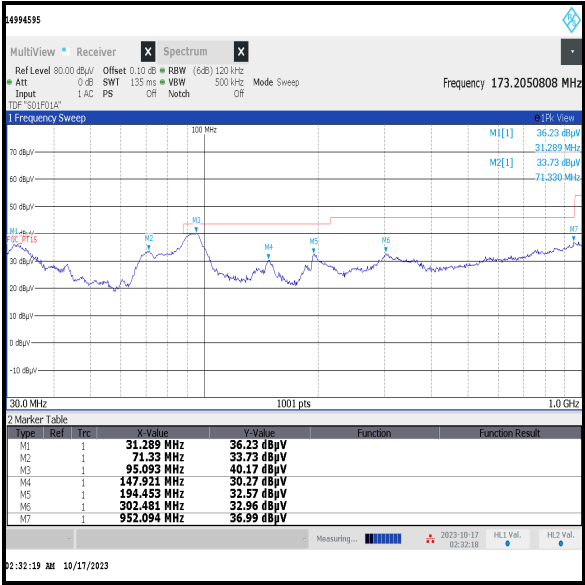 14994595
MultiView Receiver X Spectrum X
Ref Level 80.00 dBµV Offset 0.10 dB RBW (6dB) 120 kHz
Att 0 dB SWT 135 ms VBW 500 kHz Mode Sweep Frequency 173.2050808 MHz
Input 1 AC PS Off Notch Off
TDF "S01F01A"
1 Frequency Sweep 1Pk View
100 MHz
M1[1] 36.23 dBµV
31.289 MHz
M2[1] 33.73 dBµV
71.330 MHz
70 dBµV
60 dBµV
50 dBµV
40 dBµV
30 dBµV
20 dBµV
10 dBµV
0 dBµV
-10 dBµV
M1
M2
M3
M4
M5
M6
M7
30.0 MHz 1001 pts 1.0 GHz
2 Marker Table
Type Ref Trc X-Value Y-Value Function Function Result
M1 1 31.289 MHz 36.23 dBµV
M2 1 71.33 MHz 33.73 dBµV
M3 1 95.093 MHz 40.17 dBµV
M4 1 147.921 MHz 30.27 dBµV
M5 1 194.453 MHz 32.57 dBµV
M6 1 302.481 MHz 32.96 dBµV
M7 1 952.094 MHz 36.99 dBµV
Measuring... 2023-10-17 HL1 Val. HL2 Val.
02:32:18
02:32:19 AM 10/17/2023